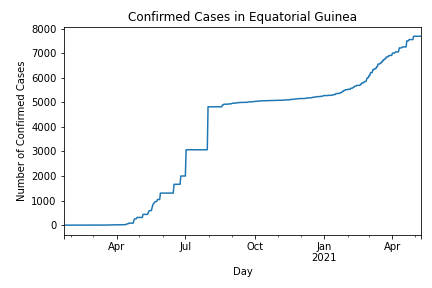 Confirmed Cases in Equatorial Guinea
Number of Confirmed Cases
8000
7000
6000
5000
4000
3000
2000
1000
0
Apr Jul Oct Jan Apr
2021
Day